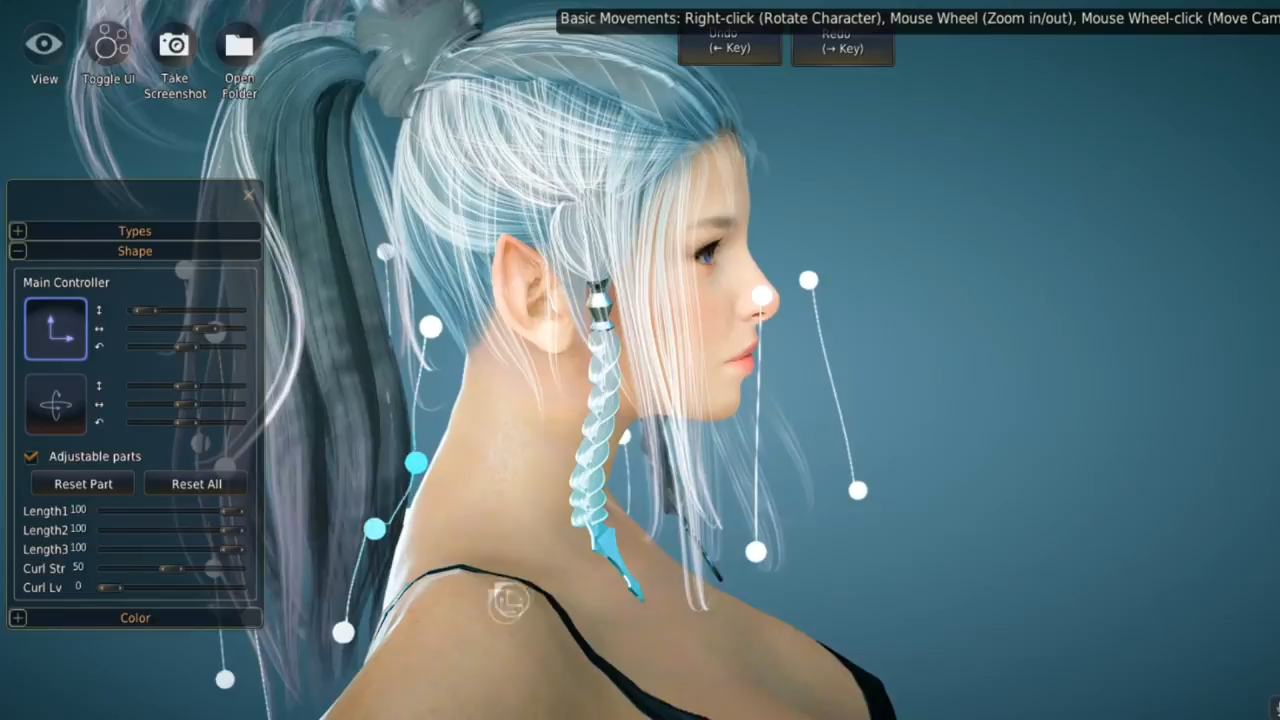 Basic Movements: Right-click (Rotate Character), Mouse Wheel (Zoom in/out), Mouse Wheel-click (Move Cam
Undo
(← Key)
Redo
(→ Key)
View
Toggle UI
Take
Screenshot
Open
Folder
Types
Shape
Main Controller
Adjustable parts
Reset Part
Reset All
Length1 100
Length2 100
Length3 100
Curl Str 50
Curl Lv 0
Color